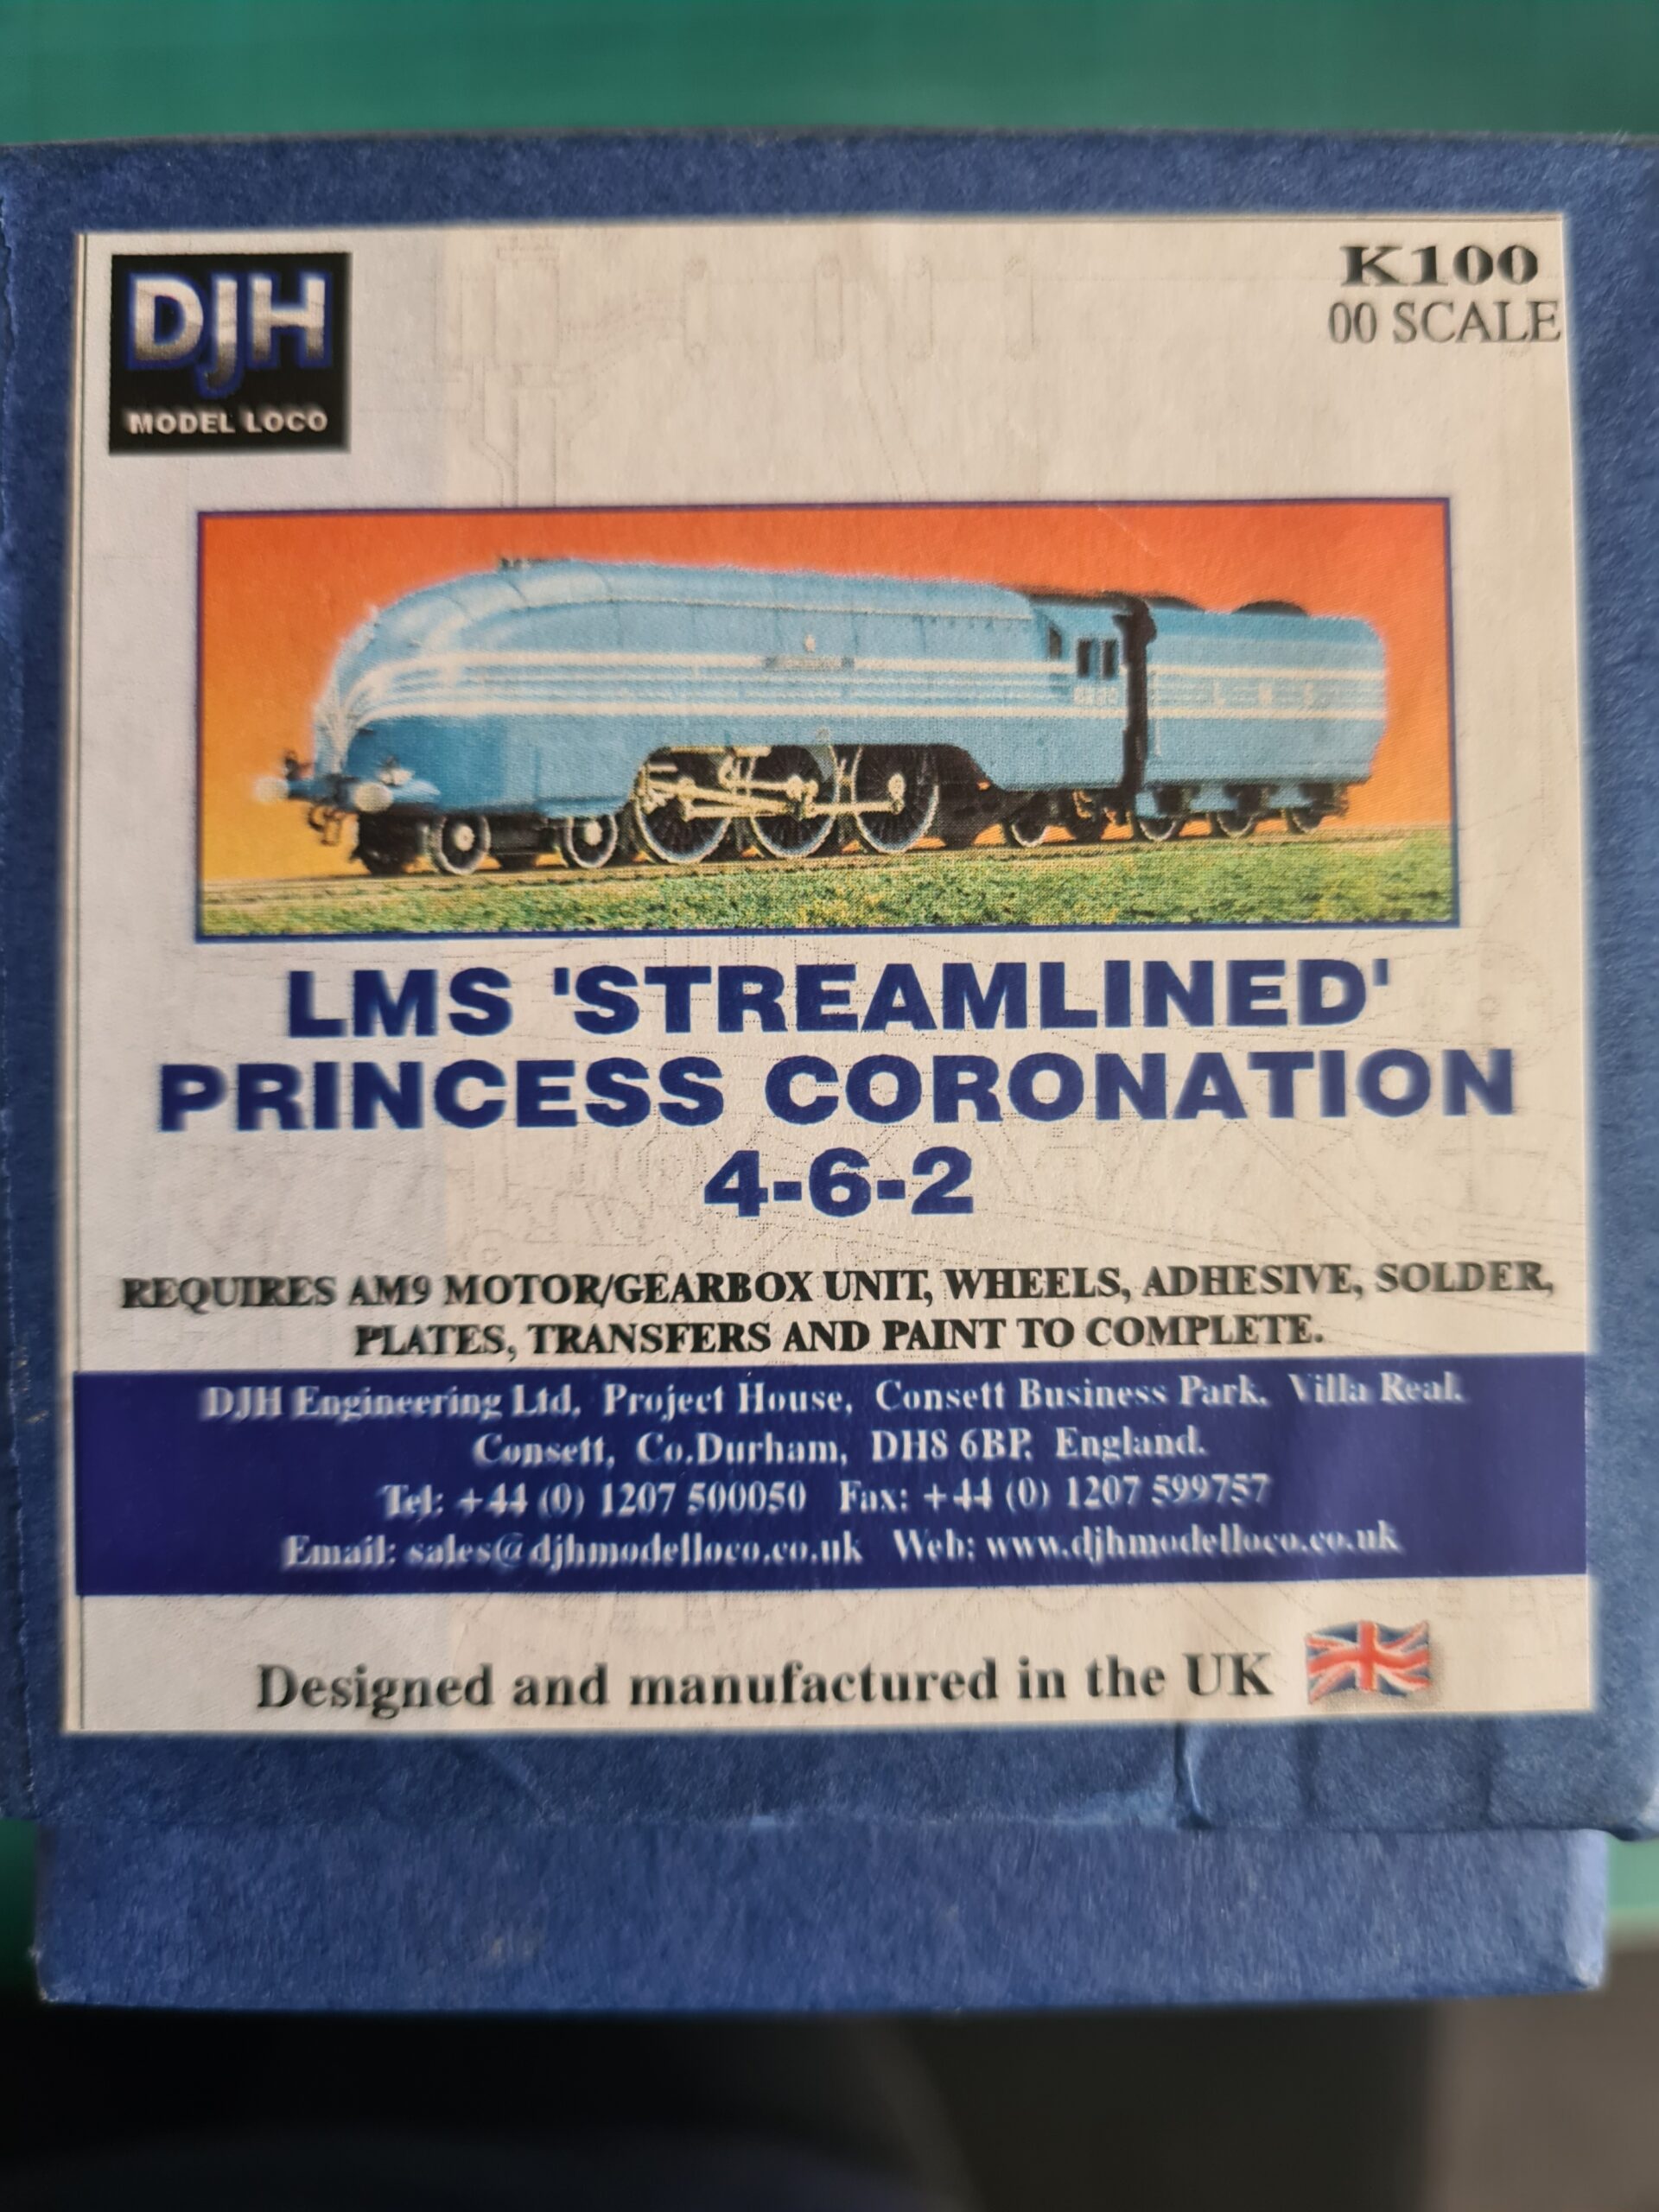 DJH
MODEL LOCO
K100
00 SCALE
L M S
LMS 'STREAMLINED'
PRINCESS CORONATION
4-6-2
REQUIRES AM9 MOTOR/GEARBOX UNIT, WHEELS, ADHESIVE, SOLDER,
PLATES, TRANSFERS AND PAINT TO COMPLETE.
DJH Engineering Ltd, Project House, Consett Business Park, Villa Real,
Consett, Co.Durham, DH8 6BP, England.
Tel: +44 (0) 1207 500050 Fax: +44 (0) 1207 599757
Email: sales@djhmodelloco.co.uk Web: www.djhmodelloco.co.uk
Designed and manufactured in the UK